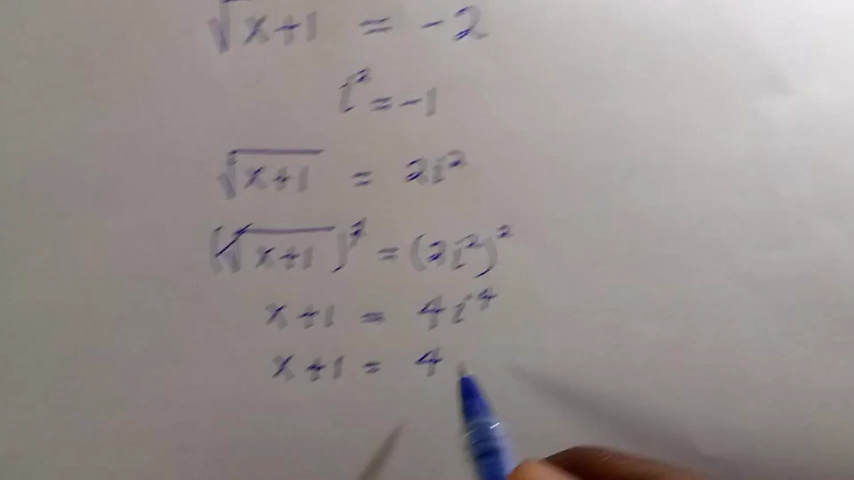 √x+1 = -2
i² = -1
√x+1 = 2i²
(√x+1)² = (2i²)²
x+1 = 4i⁴
x+1 = 4